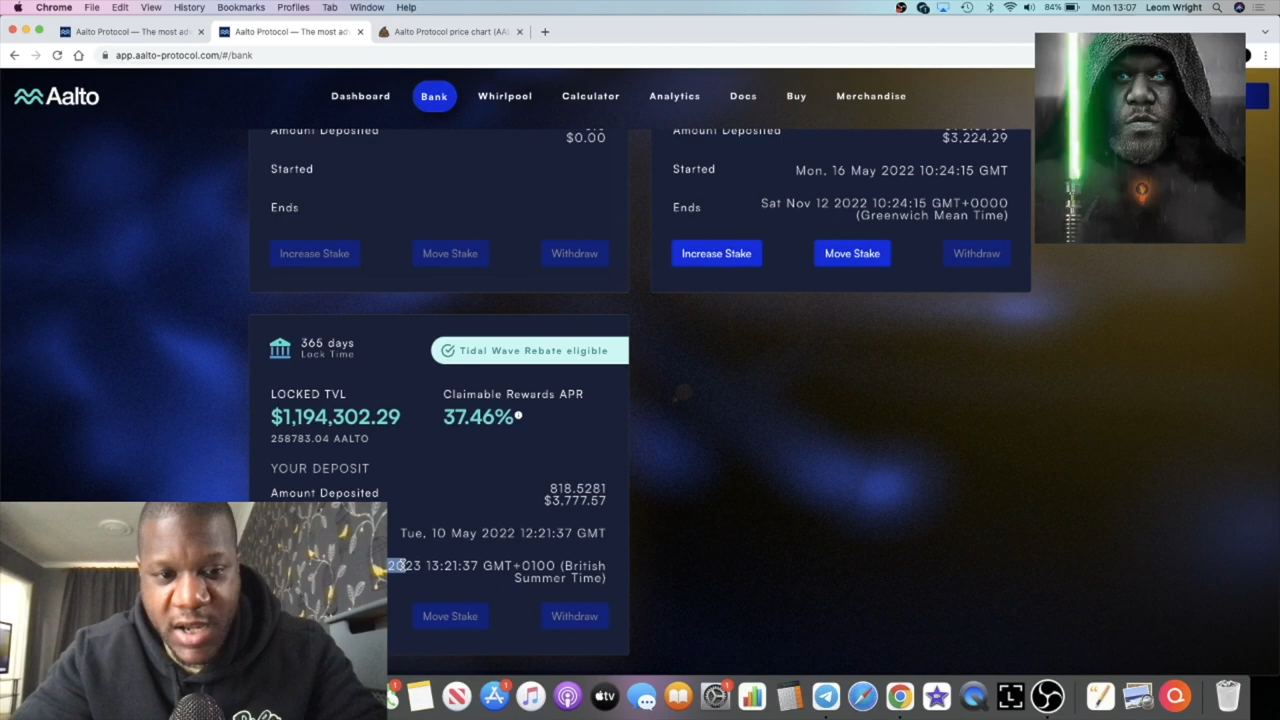 Chrome File Edit View History Bookmarks Profiles Tab Window Help
84% Mon 13:07 Leom Wright
Aalto Protocol — The most adv
Aalto Protocol — The most adv
Aalto Protocol price chart (AAL
app.aalto-protocol.com/#/bank
Aalto
Dashboard Bank Whirlpool Calculator Analytics Docs Buy Merchandise
Amount Deposited
$0.00
Started
Ends
Increase Stake Move Stake Withdraw
Amount Deposited
$3,224.29
Started Mon, 16 May 2022 10:24:15 GMT
Ends Sat Nov 12 2022 10:24:15 GMT+0000
(Greenwich Mean Time)
Increase Stake Move Stake Withdraw
365 days
Lock Time
Tidal Wave Rebate eligible
LOCKED TVL
$1,194,302.29
258783.04 AALTO
Claimable Rewards APR
37.46%
YOUR DEPOSIT
Amount Deposited 818.5281
$3,777.57
Tue, 10 May 2022 12:21:37 GMT
2023 13:21:37 GMT+0100 (British
Summer Time)
Move Stake Withdraw
tv